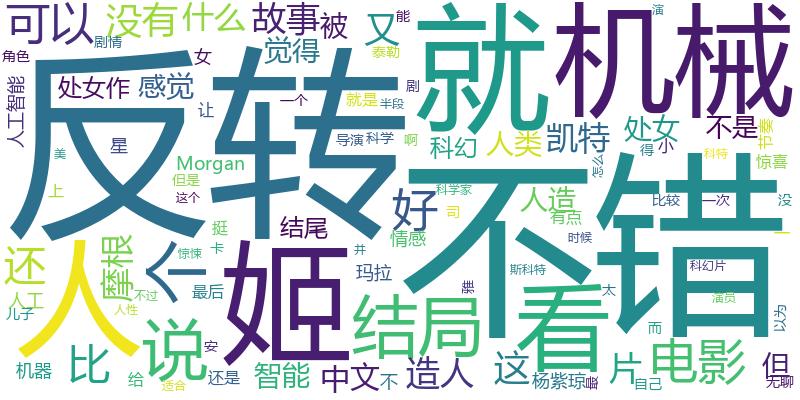 可以 没有 什么 故事 被 又 能 演
角色 剧情 觉得 泰勒 就 机械
人工智能 处女作 感觉 女 让 一个 就是 半段 剧
反转 不错
星 导演 科学 啊 科幻 人类 凯特 处女 不是 节奏
美 上 Morgan 但是 这个 科学家 怎么 得 小 科特 惊喜
好 司 人造 有点 比较 一次 没
人 个 挺 卡 结尾 情感 并 时候 一
还 摩根 惊悚 姬 玛拉 雅 斯科特 太 科幻片
人工 不过 最后 结局 看 而 演员 以为
儿子 人性 说 安
机器 比 给 适合 还是 智能 中文 不 造人 这 杨紫琼 最 片 自己 电影 但 无聊